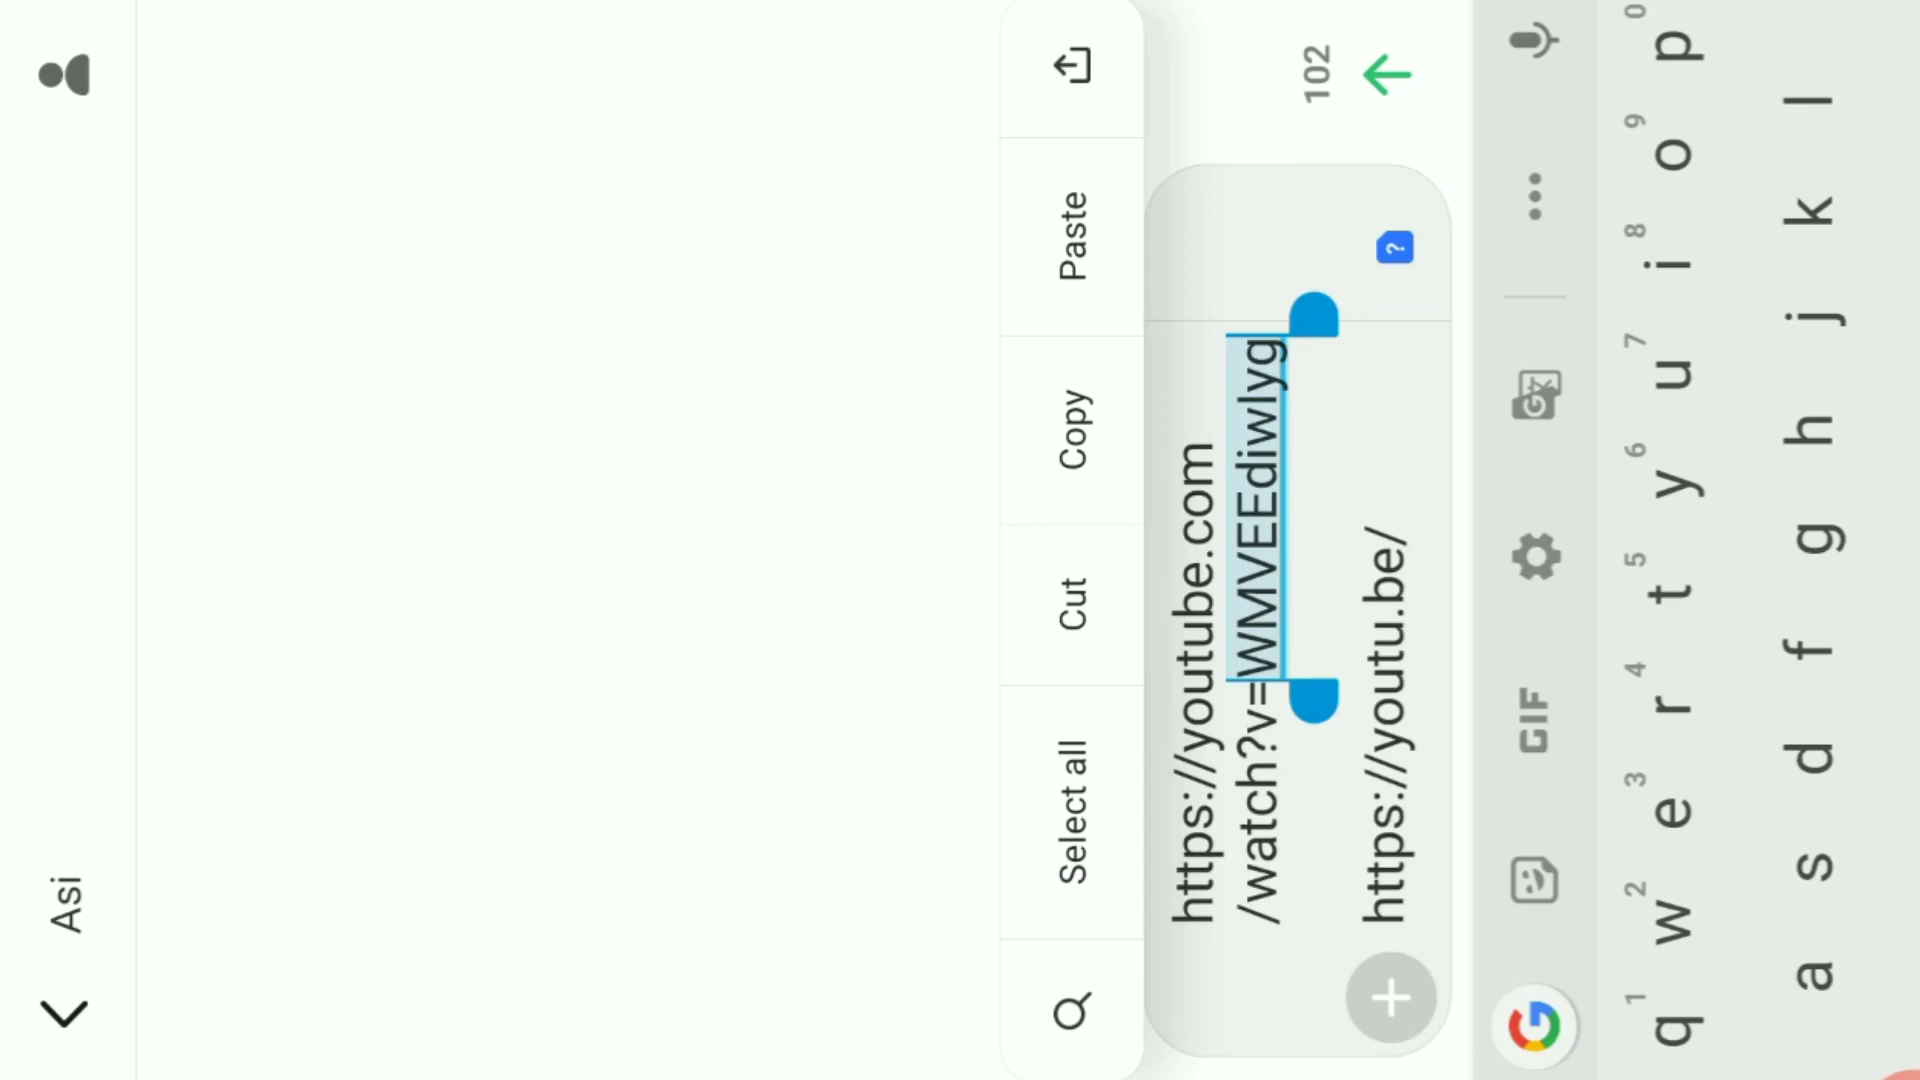 Asi
Select all
Cut
Copy
Paste
https://youtube.com
/watch?v=WMVEEdiwlyg
https://youtu.be/
102
?
GIF
1 2 3 4 5 6 7 8 9 0
q w e r t y u i o p
a s d f g h j k l